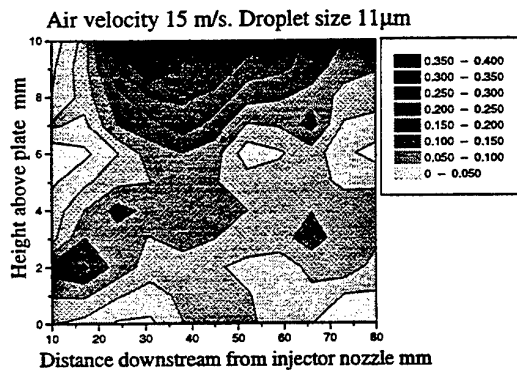 Air velocity 15 m/s. Droplet size 11µm
Height above plate mm
10
8
6
4
2
0
10 20 30 40 50 60 70 80
Distance downstream from injector nozzle mm
0.350 – 0.400
0.300 – 0.350
0.250 – 0.300
0.200 – 0.250
0.150 – 0.200
0.100 – 0.150
0.050 – 0.100
0 – 0.050